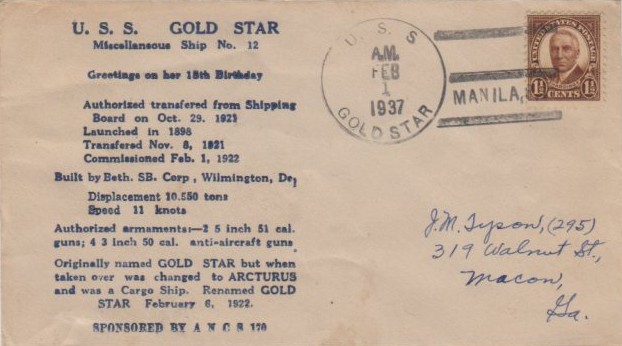 U. S. S. GOLD STAR
Miscellaneous Ship No. 12
Greetings on her 15th Birthday
Authorized transfered from Shipping
Board on Oct. 29. 1921
Launched in 1898
Transfered Nov. 8, 1921
Commissioned Feb. 1, 1922
Built by Beth. SB. Corp, Wilmington, De,
Displacement 10.550 tons
Speed 11 knots
Authorized armaments:—2 5 inch 51 cal.
guns; 4 3 inch 50 cal. anti-aircraft guns
Originally named GOLD STAR but when
taken over was changed to ARCTURUS
and was a Cargo Ship. Renamed GOLD
STAR February 6, 1922.
SPONSORED BY A N C S 170
U. S. S.
A.M.
FEB
1
1937
GOLD STAR
MANILA,
UNITED STATES POSTAGE
1½ 1½
CENTS
J. M. Tyson, (295)
319 Walnut St.,
Macon,
Ga.